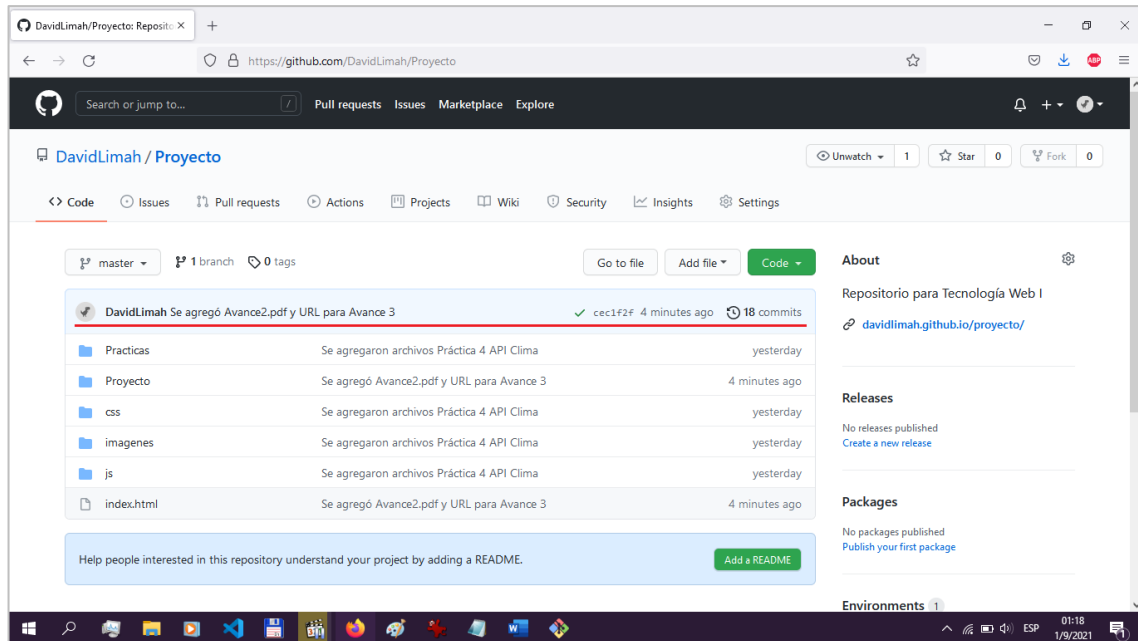 DavidLimah/Proyecto: Reposito
https://github.com/DavidLimah/Proyecto
ABP
Search or jump to... / Pull requests Issues Marketplace Explore
DavidLimah / Proyecto
Unwatch 1 Star 0 Fork 0
Code Issues Pull requests Actions Projects Wiki Security Insights Settings
master 1 branch 0 tags Go to file Add file Code
DavidLimah Se agregó Avance2.pdf y URL para Avance 3 cec1f2f 4 minutes ago 18 commits
Practicas Se agregaron archivos Práctica 4 API Clima yesterday
Proyecto Se agregó Avance2.pdf y URL para Avance 3 4 minutes ago
css Se agregaron archivos Práctica 4 API Clima yesterday
imagenes Se agregaron archivos Práctica 4 API Clima yesterday
js Se agregaron archivos Práctica 4 API Clima yesterday
index.html Se agregó Avance2.pdf y URL para Avance 3 4 minutes ago
Help people interested in this repository understand your project by adding a README. Add a README
About
Repositorio para Tecnología Web I
davidlimah.github.io/proyecto/
Releases
No releases published
Create a new release
Packages
No packages published
Publish your first package
Environments 1
ESP
01:18
1/9/2021